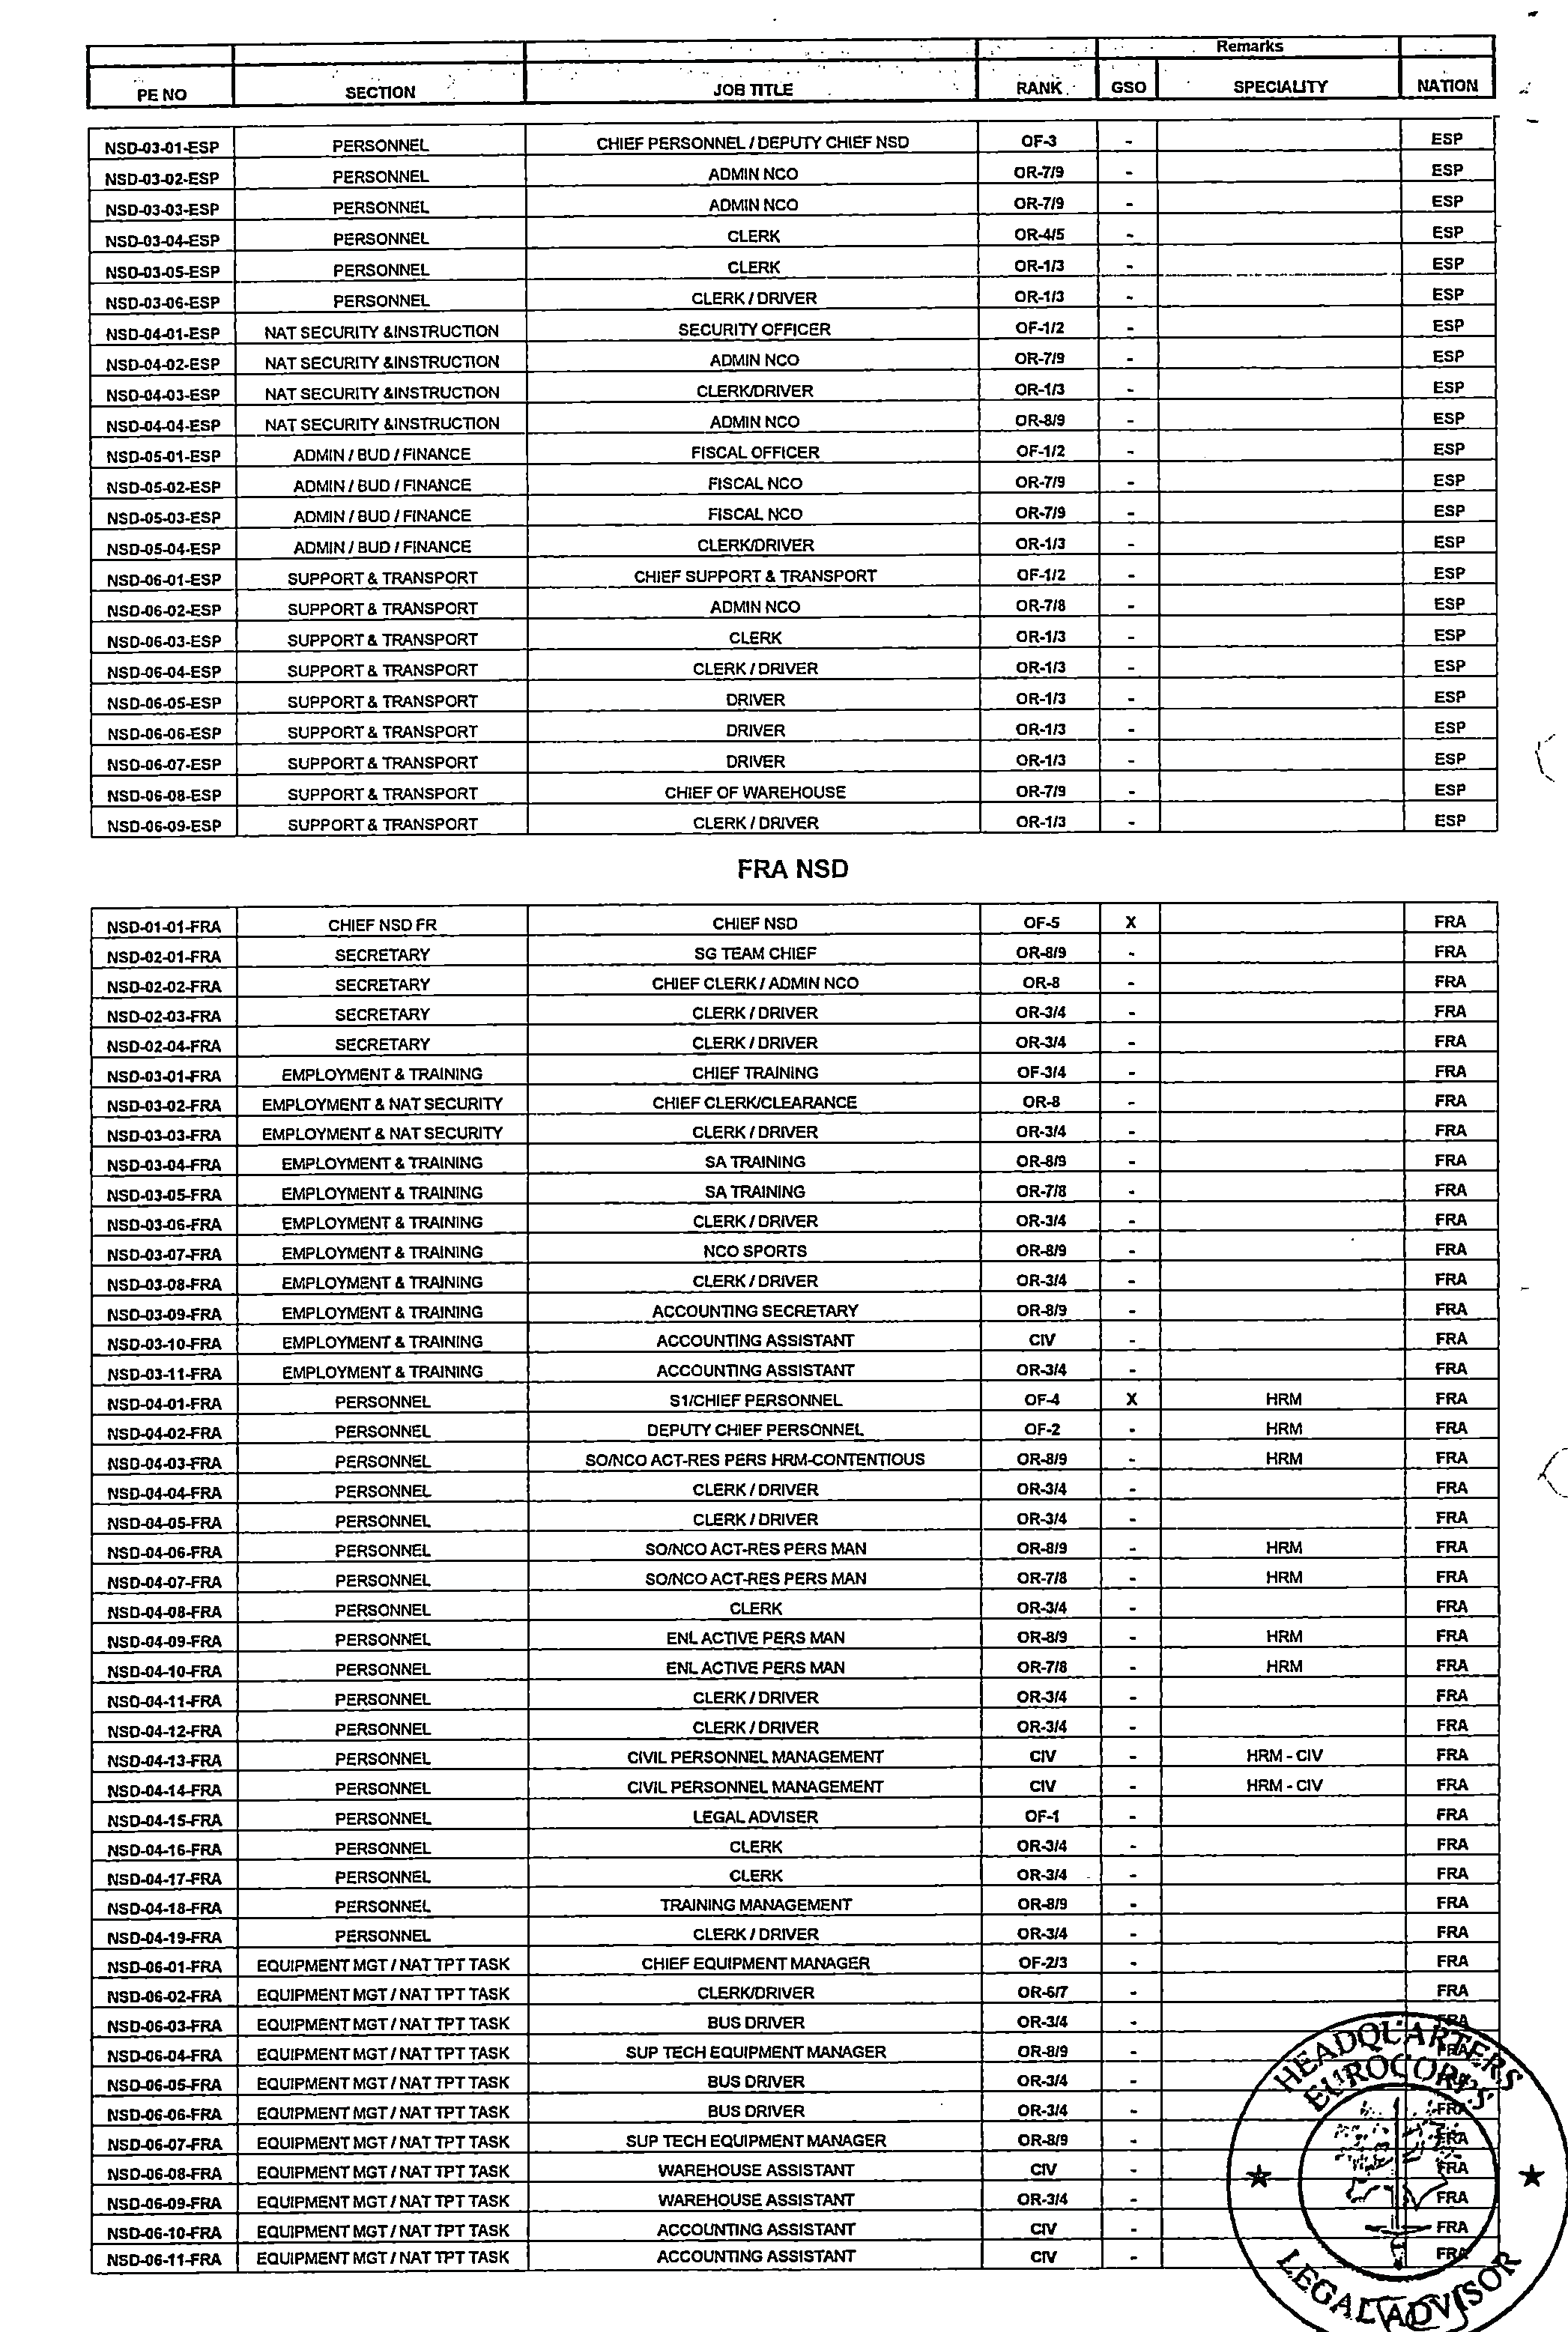 Remarks
PE NO SECTION JOB TITLE RANK GSO SPECIALITY NATION
NSD-03-01-ESP PERSONNEL CHIEF PERSONNEL / DEPUTY CHIEF NSD OF-3 - ESP
NSD-03-02-ESP PERSONNEL ADMIN NCO OR-7/9 - ESP
NSD-03-03-ESP PERSONNEL ADMIN NCO OR-7/9 - ESP
NSD-03-04-ESP PERSONNEL CLERK OR-4/5 - ESP
NSD-03-05-ESP PERSONNEL CLERK OR-1/3 - ESP
NSD-03-06-ESP PERSONNEL CLERK / DRIVER OR-1/3 - ESP
NSD-04-01-ESP NAT SECURITY &INSTRUCTION SECURITY OFFICER OF-1/2 - ESP
NSD-04-02-ESP NAT SECURITY &INSTRUCTION ADMIN NCO OR-7/9 - ESP
NSD-04-03-ESP NAT SECURITY &INSTRUCTION CLERK/DRIVER OR-1/3 - ESP
NSD-04-04-ESP NAT SECURITY &INSTRUCTION ADMIN NCO OR-8/9 - ESP
NSD-05-01-ESP ADMIN / BUD / FINANCE FISCAL OFFICER OF-1/2 - ESP
NSD-05-02-ESP ADMIN / BUD / FINANCE FISCAL NCO OR-7/9 - ESP
NSD-05-03-ESP ADMIN / BUD / FINANCE FISCAL NCO OR-7/9 - ESP
NSD-05-04-ESP ADMIN / BUD / FINANCE CLERK/DRIVER OR-1/3 - ESP
NSD-06-01-ESP SUPPORT & TRANSPORT CHIEF SUPPORT & TRANSPORT OF-1/2 - ESP
NSD-06-02-ESP SUPPORT & TRANSPORT ADMIN NCO OR-7/8 - ESP
NSD-06-03-ESP SUPPORT & TRANSPORT CLERK OR-1/3 - ESP
NSD-06-04-ESP SUPPORT & TRANSPORT CLERK / DRIVER OR-1/3 - ESP
NSD-06-05-ESP SUPPORT & TRANSPORT DRIVER OR-1/3 - ESP
NSD-06-06-ESP SUPPORT & TRANSPORT DRIVER OR-1/3 - ESP
NSD-06-07-ESP SUPPORT & TRANSPORT DRIVER OR-1/3 - ESP
NSD-06-08-ESP SUPPORT & TRANSPORT CHIEF OF WAREHOUSE OR-7/9 - ESP
NSD-06-09-ESP SUPPORT & TRANSPORT CLERK / DRIVER OR-1/3 - ESP
FRA NSD
NSD-01-01-FRA CHIEF NSD FR CHIEF NSD OF-5 X FRA
NSD-02-01-FRA SECRETARY SG TEAM CHIEF OR-8/9 - FRA
NSD-02-02-FRA SECRETARY CHIEF CLERK / ADMIN NCO OR-8 - FRA
NSD-02-03-FRA SECRETARY CLERK / DRIVER OR-3/4 - FRA
NSD-02-04-FRA SECRETARY CLERK / DRIVER OR-3/4 - FRA
NSD-03-01-FRA EMPLOYMENT & TRAINING CHIEF TRAINING OF-3/4 - FRA
NSD-03-02-FRA EMPLOYMENT & NAT SECURITY CHIEF CLERK/CLEARANCE OR-8 - FRA
NSD-03-03-FRA EMPLOYMENT & NAT SECURITY CLERK / DRIVER OR-3/4 - FRA
NSD-03-04-FRA EMPLOYMENT & TRAINING SA TRAINING OR-8/9 - FRA
NSD-03-05-FRA EMPLOYMENT & TRAINING SA TRAINING OR-7/8 - FRA
NSD-03-06-FRA EMPLOYMENT & TRAINING CLERK / DRIVER OR-3/4 - FRA
NSD-03-07-FRA EMPLOYMENT & TRAINING NCO SPORTS OR-8/9 - FRA
NSD-03-08-FRA EMPLOYMENT & TRAINING CLERK / DRIVER OR-3/4 - FRA
NSD-03-09-FRA EMPLOYMENT & TRAINING ACCOUNTING SECRETARY OR-8/9 - FRA
NSD-03-10-FRA EMPLOYMENT & TRAINING ACCOUNTING ASSISTANT CIV - FRA
NSD-03-11-FRA EMPLOYMENT & TRAINING ACCOUNTING ASSISTANT OR-3/4 - FRA
NSD-04-01-FRA PERSONNEL S1/CHIEF PERSONNEL OF-4 X HRM FRA
NSD-04-02-FRA PERSONNEL DEPUTY CHIEF PERSONNEL OF-2 - HRM FRA
NSD-04-03-FRA PERSONNEL SO/NCO ACT-RES PERS HRM-CONTENTIOUS OR-8/9 - HRM FRA
NSD-04-04-FRA PERSONNEL CLERK / DRIVER OR-3/4 - FRA
NSD-04-05-FRA PERSONNEL CLERK / DRIVER OR-3/4 - FRA
NSD-04-06-FRA PERSONNEL SO/NCO ACT-RES PERS MAN OR-8/9 - HRM FRA
NSD-04-07-FRA PERSONNEL SO/NCO ACT-RES PERS MAN OR-7/8 - HRM FRA
NSD-04-08-FRA PERSONNEL CLERK OR-3/4 - FRA
NSD-04-09-FRA PERSONNEL ENL ACTIVE PERS MAN OR-8/9 - HRM FRA
NSD-04-10-FRA PERSONNEL ENL ACTIVE PERS MAN OR-7/8 - HRM FRA
NSD-04-11-FRA PERSONNEL CLERK / DRIVER OR-3/4 - FRA
NSD-04-12-FRA PERSONNEL CLERK / DRIVER OR-3/4 - FRA
NSD-04-13-FRA PERSONNEL CIVIL PERSONNEL MANAGEMENT CIV - HRM - CIV FRA
NSD-04-14-FRA PERSONNEL CIVIL PERSONNEL MANAGEMENT CIV - HRM - CIV FRA
NSD-04-15-FRA PERSONNEL LEGAL ADVISER OF-1 - FRA
NSD-04-16-FRA PERSONNEL CLERK OR-3/4 - FRA
NSD-04-17-FRA PERSONNEL CLERK OR-3/4 - FRA
NSD-04-18-FRA PERSONNEL TRAINING MANAGEMENT OR-8/9 - FRA
NSD-04-19-FRA PERSONNEL CLERK / DRIVER OR-3/4 - FRA
NSD-06-01-FRA EQUIPMENT MGT / NAT TPT TASK CHIEF EQUIPMENT MANAGER OF-2/3 - FRA
NSD-06-02-FRA EQUIPMENT MGT / NAT TPT TASK CLERK/DRIVER OR-6/7 - FRA
NSD-06-03-FRA EQUIPMENT MGT / NAT TPT TASK BUS DRIVER OR-3/4 - FRA
NSD-06-04-FRA EQUIPMENT MGT / NAT TPT TASK SUP TECH EQUIPMENT MANAGER OR-8/9 - FRA
NSD-06-05-FRA EQUIPMENT MGT / NAT TPT TASK BUS DRIVER OR-3/4 - FRA
NSD-06-06-FRA EQUIPMENT MGT / NAT TPT TASK BUS DRIVER OR-3/4 - FRA
NSD-06-07-FRA EQUIPMENT MGT / NAT TPT TASK SUP TECH EQUIPMENT MANAGER OR-8/9 - FRA
NSD-06-08-FRA EQUIPMENT MGT / NAT TPT TASK WAREHOUSE ASSISTANT CIV - FRA
NSD-06-09-FRA EQUIPMENT MGT / NAT TPT TASK WAREHOUSE ASSISTANT OR-3/4 - FRA
NSD-06-10-FRA EQUIPMENT MGT / NAT TPT TASK ACCOUNTING ASSISTANT CIV - FRA
NSD-06-11-FRA EQUIPMENT MGT / NAT TPT TASK ACCOUNTING ASSISTANT CIV - FRA
HEADQUARTERS
EUROCORPS
LEGAL ADVISOR